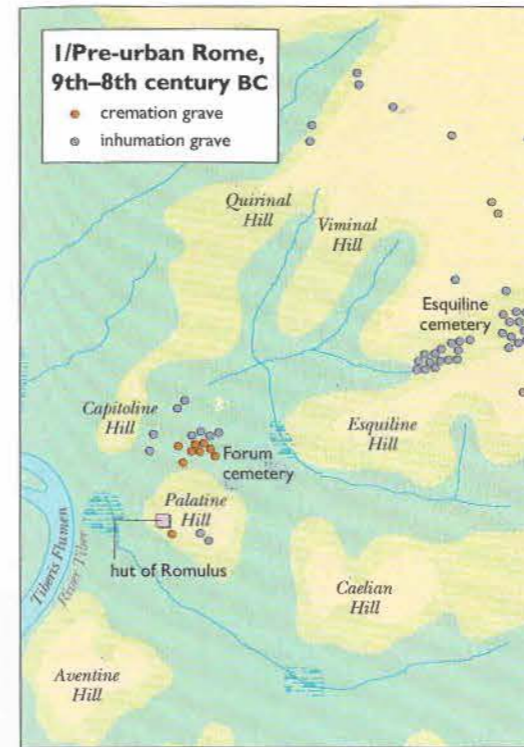 1/Pre-urban Rome,
9th–8th century BC
cremation grave
inhumation grave
Quirinal
Hill
Viminal
Hill
Esquiline
cemetery
Capitoline
Hill
Esquiline
Hill
Forum
cemetery
Palatine
Hill
Tiberis Flumen
River Tiber
hut of Romulus
Caelian
Hill
Aventine
Hill